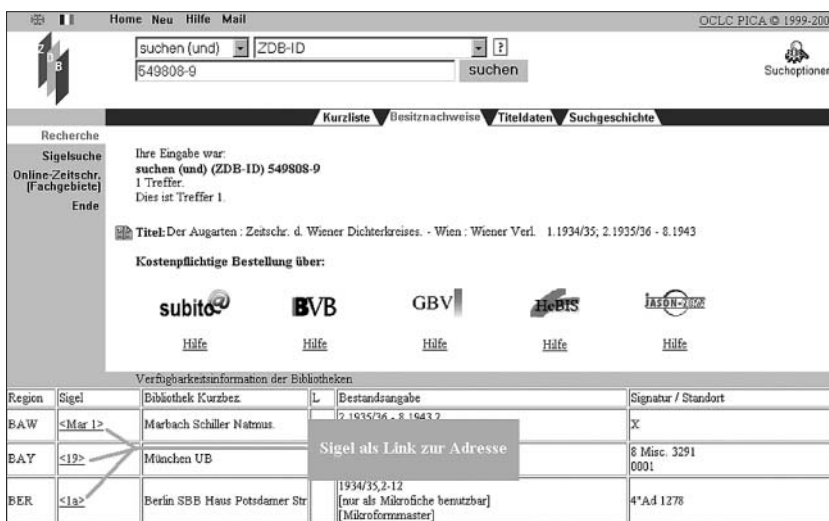 Home Neu Hilfe Mail
OCLC PICA © 1999-200
ZDB
suchen (und) ZDB-ID ?
549808-9 suchen
Suchoptionen
Kurzliste Besitznachweise Titeldaten Suchgeschichte
Recherche
Sigelsuche
Online-Zeitschr.
[Fachgebiete]
Ende
Ihre Eingabe war:
suchen (und) (ZDB-ID) 549808-9
1 Treffer.
Dies ist Treffer 1.
Titel: Der Augarten : Zeitschr. d. Wiener Dichterkreises. - Wien : Wiener Verl. 1.1934/35; 2.1935/36 - 8.1943
Kostenpflichtige Bestellung über:
subito@ BVB GBV HeBIS JASON-
Hilfe Hilfe Hilfe Hilfe Hilfe
Verfügbarkeitsinformation der Bibliotheken
Region Sigel Bibliothek Kurzbez. L Bestandsangabe Signatur / Standort
BAW <Mar 1> Marbach Schiller Natmus. 2.1935/36 - 8.1943,2 X
Sigel als Link zur Adresse
BAY <19> München UB 8 Misc. 3291
0001
BER <1a> Berlin SBB Haus Potsdamer Str 1934/35,2-12 4"Ad 1278
[nur als Mikrofiche benutzbar]
[Mikroformmaster]